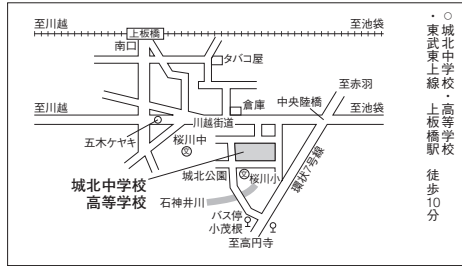 ○城北中学校・高等学校
・東武東上線 上板橋駅 徒歩10分
至川越
上板橋
至池袋
南口
タバコ屋
至赤羽
倉庫
中央陸橋
至川越
川越街道
至池袋
五木ケヤキ
桜川中
文
環状7号線
城北公園
文
桜川小
城北中学校
高等学校
石神井川
バス停
小茂根
至高円寺